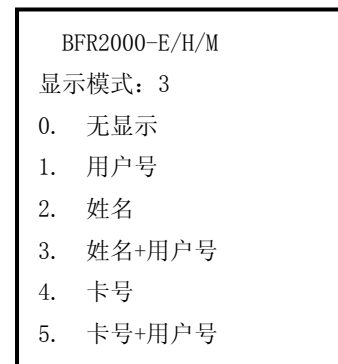 BFR2000-E/H/M
显示模式：3
0. 无显示
1. 用户号
2. 姓名
3. 姓名+用户号
4. 卡号
5. 卡号+用户号